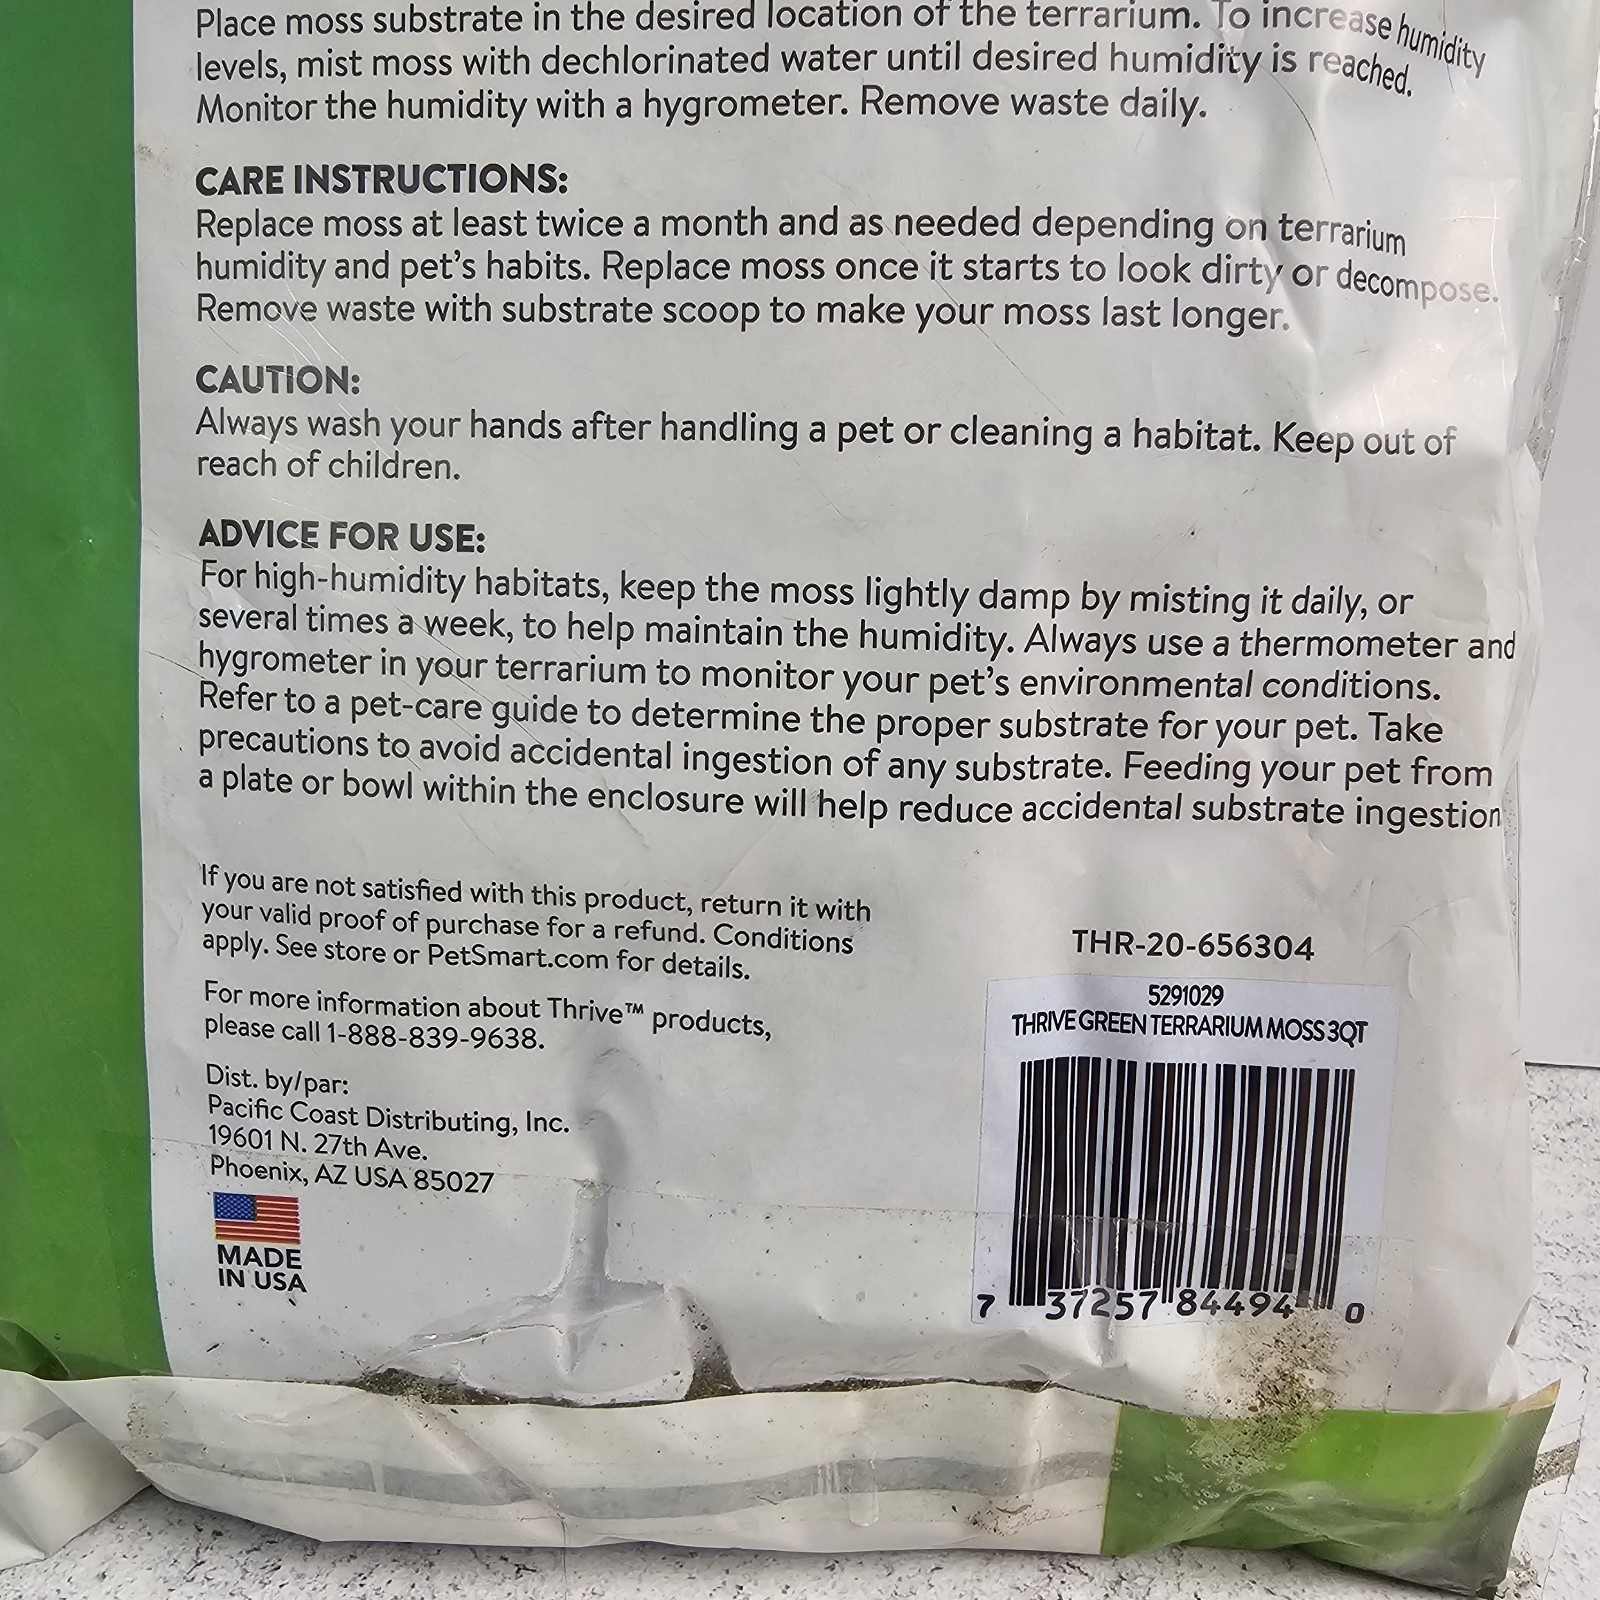 Place moss substrate in the desired location of the terrarium. To increase humidity
levels, mist moss with dechlorinated water until desired humidity is reached.
Monitor the humidity with a hygrometer. Remove waste daily.
CARE INSTRUCTIONS:
Replace moss at least twice a month and as needed depending on terrarium
humidity and pet's habits. Replace moss once it starts to look dirty or decompose.
Remove waste with substrate scoop to make your moss last longer.
CAUTION:
Always wash your hands after handling a pet or cleaning a habitat. Keep out of
reach of children.
ADVICE FOR USE:
For high-humidity habitats, keep the moss lightly damp by misting it daily, or
several times a week, to help maintain the humidity. Always use a thermometer and
hygrometer in your terrarium to monitor your pet's environmental conditions.
Refer to a pet-care guide to determine the proper substrate for your pet. Take
precautions to avoid accidental ingestion of any substrate. Feeding your pet from
a plate or bowl within the enclosure will help reduce accidental substrate ingestion
If you are not satisfied with this product, return it with
your valid proof of purchase for a refund. Conditions
apply. See store or PetSmart.com for details.
For more information about Thrive™ products,
please call 1-888-839-9638.
Dist. by/par:
Pacific Coast Distributing, Inc.
19601 N. 27th Ave.
Phoenix, AZ USA 85027
MADE
IN USA
THR-20-656304
5291029
THRIVE GREEN TERRARIUM MOSS 3QT
7 37257 84494 0